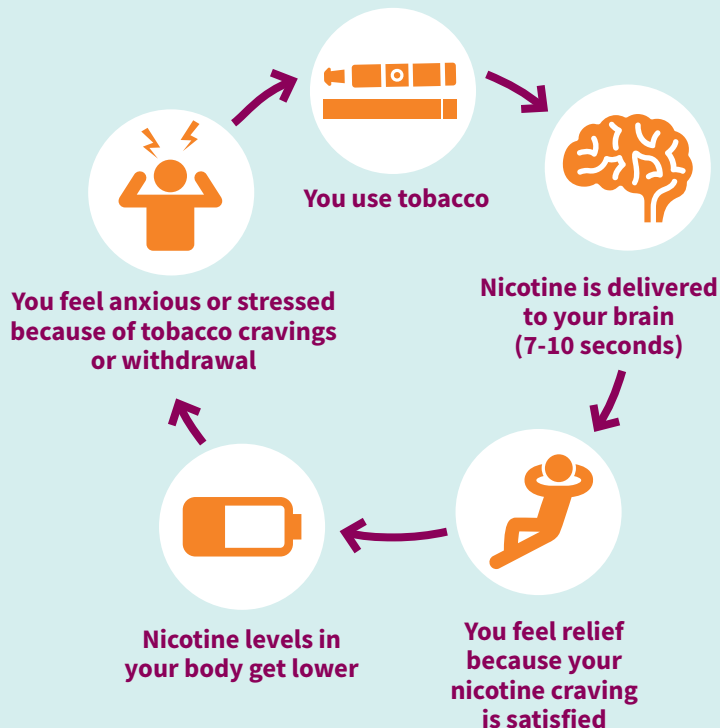 You use tobacco
Nicotine is delivered
to your brain
(7-10 seconds)
You feel relief
because your
nicotine craving
is satisfied
Nicotine levels in
your body get lower
You feel anxious or stressed
because of tobacco cravings
or withdrawal